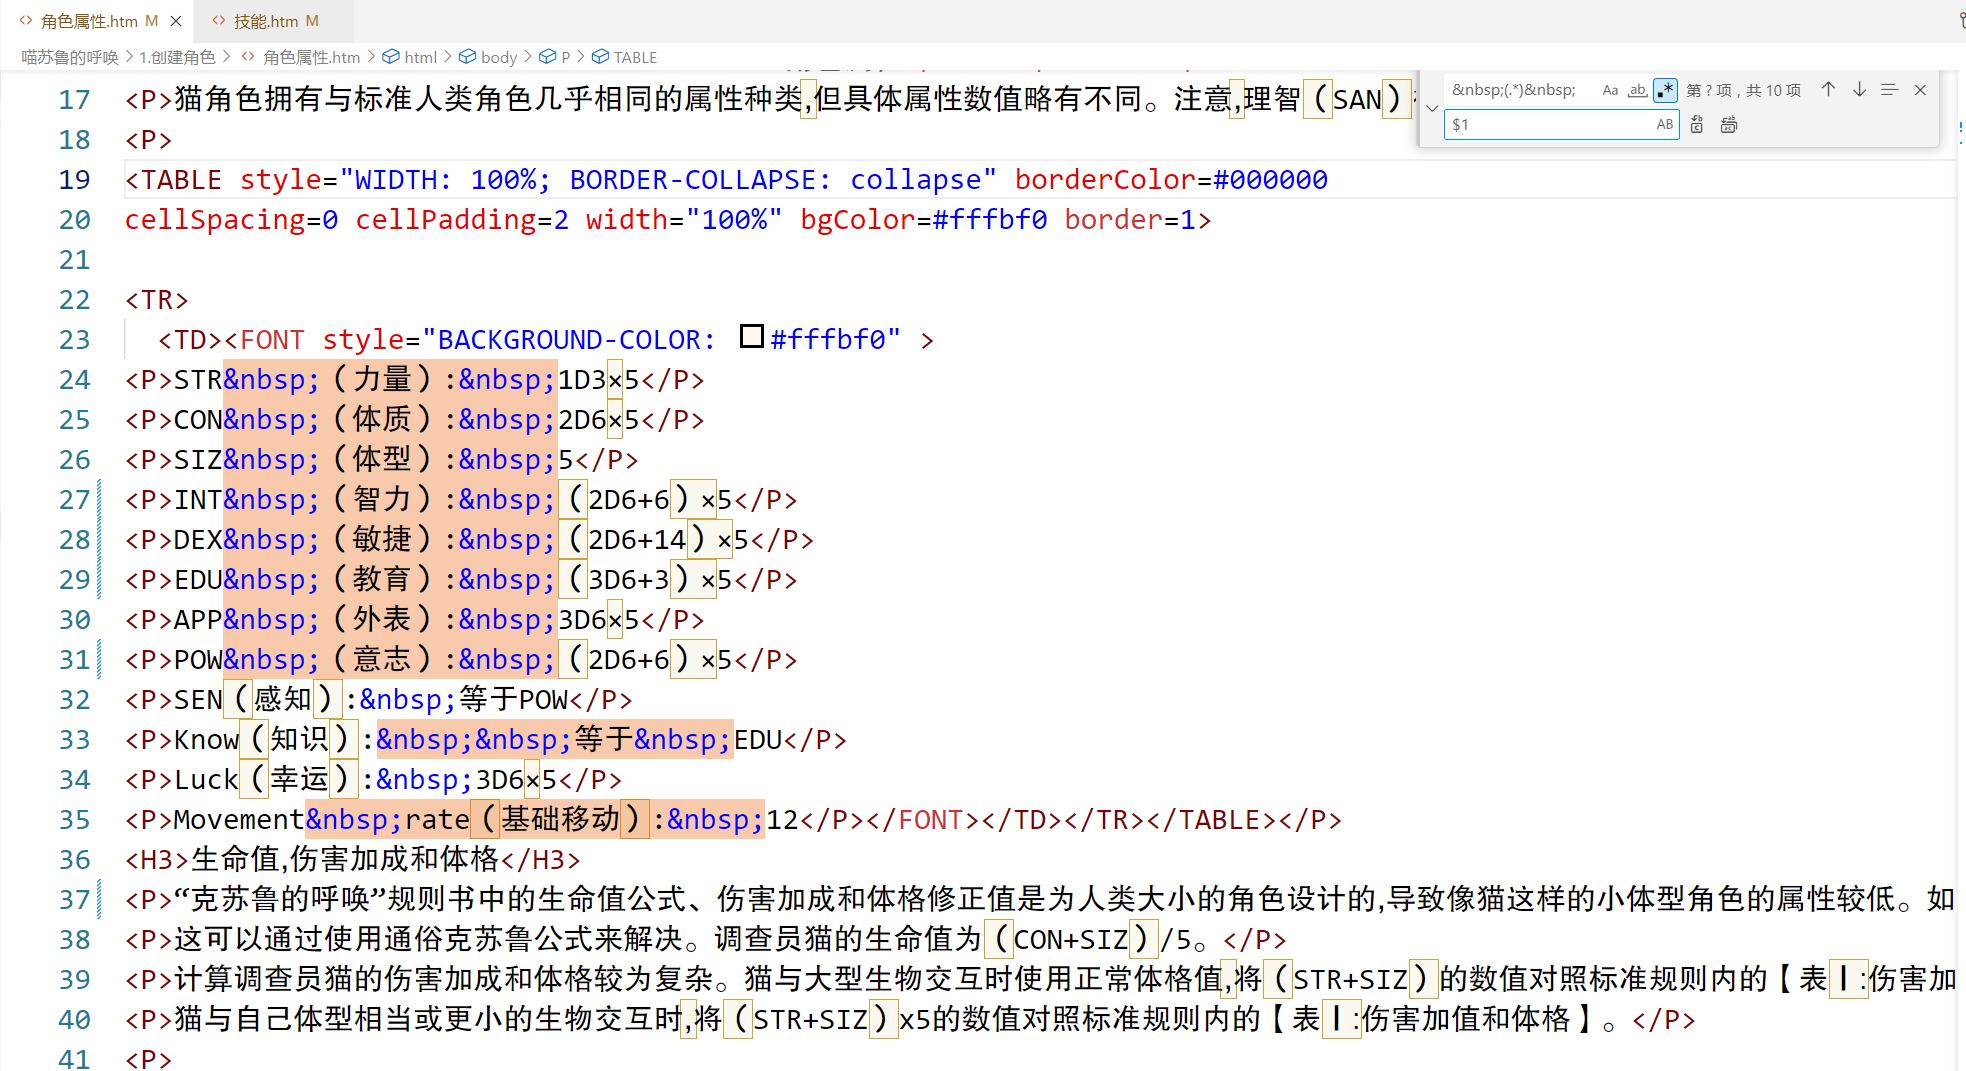 角色属性.htm M
技能.htm M
喵苏鲁的呼唤 > 1.创建角色 > 角色属性.htm > html > body > P > TABLE
&nbsp;(.*)&nbsp; Aa ab .* 第 ? 项，共 10 项
$1 AB
17 <P>猫角色拥有与标准人类角色几乎相同的属性种类,但具体属性数值略有不同。注意,理智（SAN）
18 <P>
19 <TABLE style="WIDTH: 100%; BORDER-COLLAPSE: collapse" borderColor=#000000
20 cellSpacing=0 cellPadding=2 width="100%" bgColor=#fffbf0 border=1>
21
22 <TR>
23 <TD><FONT style="BACKGROUND-COLOR: #fffbf0" >
24 <P>STR&nbsp;（力量）:&nbsp;1D3×5</P>
25 <P>CON&nbsp;（体质）:&nbsp;2D6×5</P>
26 <P>SIZ&nbsp;（体型）:&nbsp;5</P>
27 <P>INT&nbsp;（智力）:&nbsp;（2D6+6）×5</P>
28 <P>DEX&nbsp;（敏捷）:&nbsp;（2D6+14）×5</P>
29 <P>EDU&nbsp;（教育）:&nbsp;（3D6+3）×5</P>
30 <P>APP&nbsp;（外表）:&nbsp;3D6×5</P>
31 <P>POW&nbsp;（意志）:&nbsp;（2D6+6）×5</P>
32 <P>SEN（感知）:&nbsp;等于POW</P>
33 <P>Know（知识）:&nbsp;&nbsp;等于&nbsp;EDU</P>
34 <P>Luck（幸运）:&nbsp;3D6×5</P>
35 <P>Movement&nbsp;rate（基础移动）:&nbsp;12</P></FONT></TD></TR></TABLE></P>
36 <H3>生命值,伤害加成和体格</H3>
37 <P>“克苏鲁的呼唤”规则书中的生命值公式、伤害加成和体格修正值是为人类大小的角色设计的,导致像猫这样的小体型角色的属性较低。如
38 <P>这可以通过使用通俗克苏鲁公式来解决。调查员猫的生命值为（CON+SIZ）/5。</P>
39 <P>计算调查员猫的伤害加成和体格较为复杂。猫与大型生物交互时使用正常体格值,将（STR+SIZ）的数值对照标准规则内的【表Ⅰ:伤害加
40 <P>猫与自己体型相当或更小的生物交互时,将（STR+SIZ）x5的数值对照标准规则内的【表Ⅰ:伤害加值和体格】。</P>
41 <P>